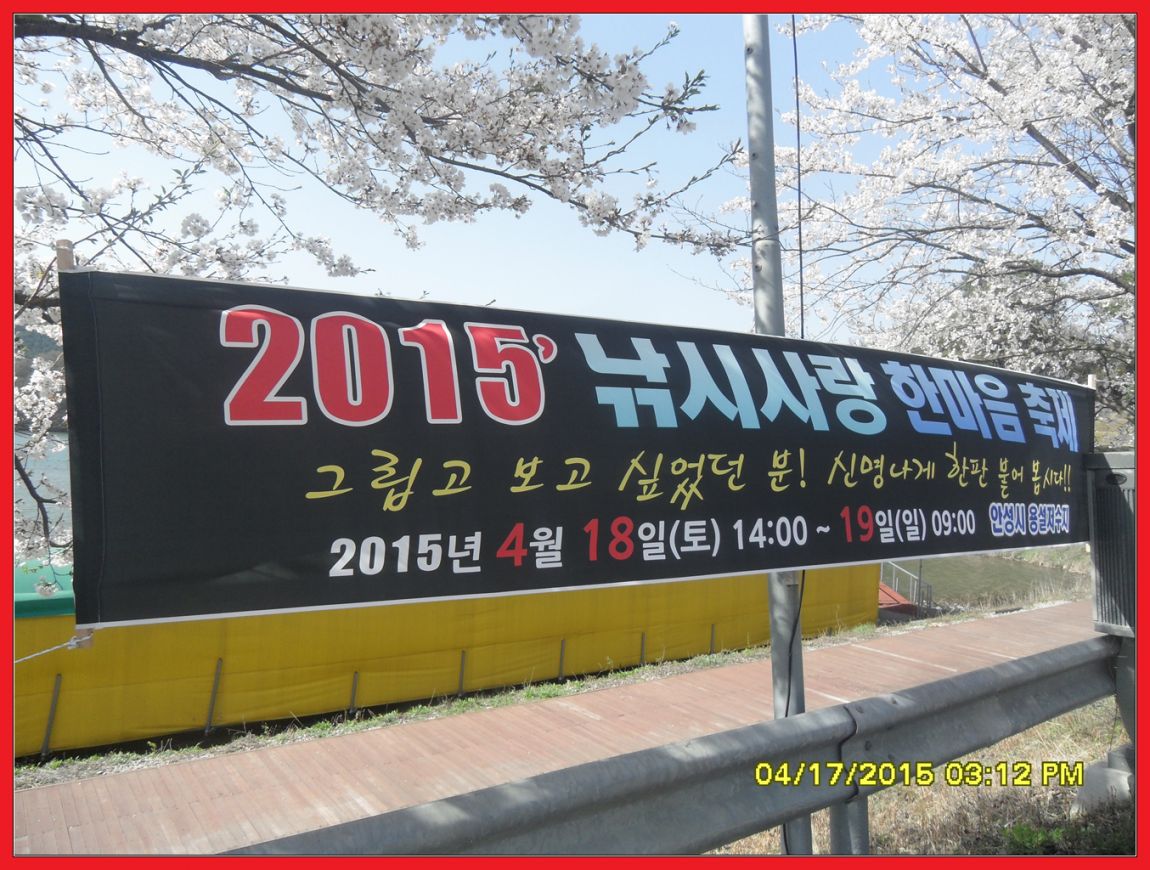 2015’ 낚시사랑 한마음 축제
그립고 보고 싶었던 분! 신명나게 한판 붙어 봅시다!!
2015년 4월 18일(토) 14:00 ~ 19일(일) 09:00 안성시 용설저수지
04/17/2015 03:12 PM